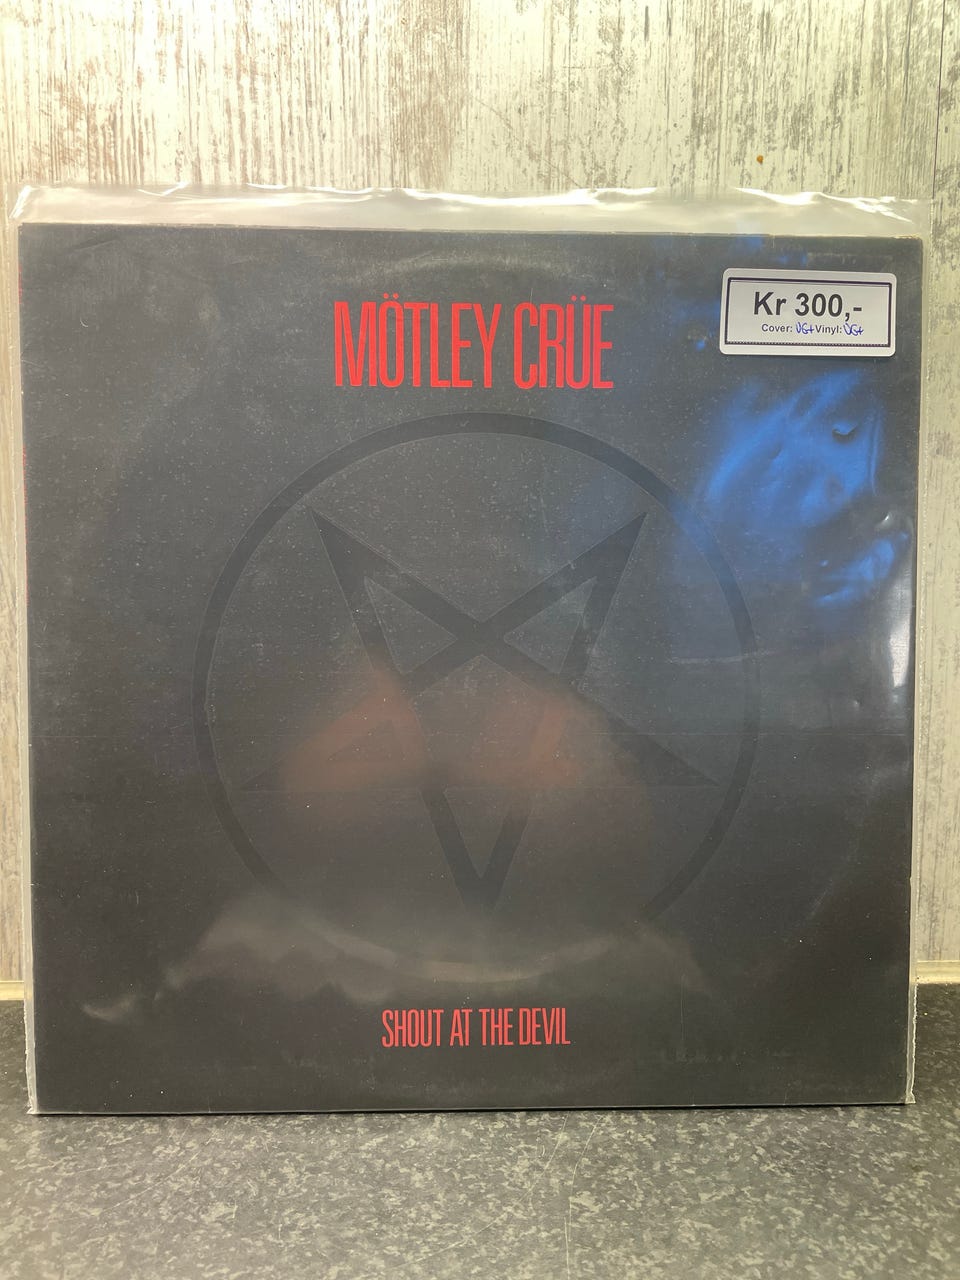 Kr 300,-
Cover: VG+ Vinyl: VG+
MÖTLEY CRÜE
SHOUT AT THE DEVIL